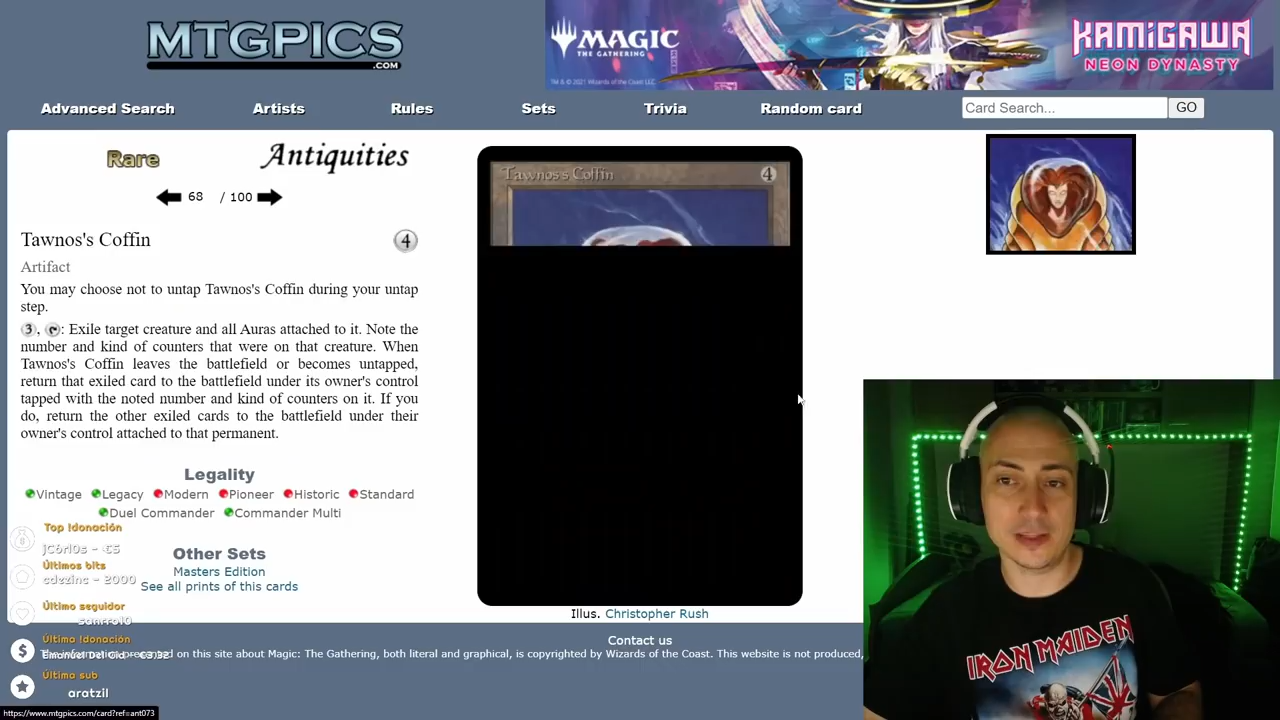 MTGPICS
.COM
MAGIC
THE GATHERING
KAMIGAWA
NEON DYNASTY
Advanced Search
Artists
Rules
Sets
Trivia
Random card
Card Search...
GO
Rare
Antiquities
68 / 100
Tawnos's Coffin
4
Artifact
You may choose not to untap Tawnos's Coffin during your untap
step.
3, : Exile target creature and all Auras attached to it. Note the
number and kind of counters that were on that creature. When
Tawnos's Coffin leaves the battlefield or becomes untapped,
return that exiled card to the battlefield under its owner's control
tapped with the noted number and kind of counters on it. If you
do, return the other exiled cards to the battlefield under their
owner's control attached to that permanent.
Legality
Vintage Legacy Modern Pioneer Historic Standard
Duel Commander Commander Multi
Other Sets
Masters Edition
See all prints of this cards
Tawnos's Coffin
4
Illus. Christopher Rush
Top !donación
jC6rl0s - €5
Últimos bits
cdezinc - 2000
Último seguidor
sanrro10
Última !donación
Última sub
aratzil
Contact us
on this site about Magic: The Gathering, both literal and graphical, is copyrighted by Wizards of the Coast. This website is not produced,
https://www.mtgpics.com/card?ref=ant073
IRON MAIDEN